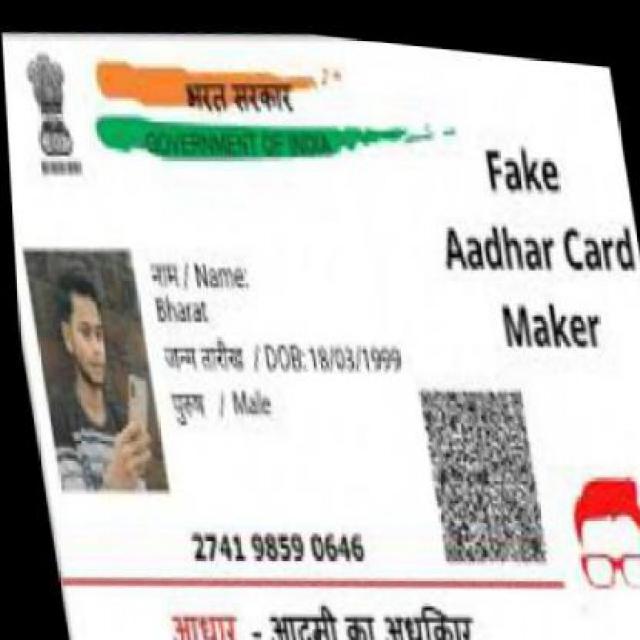 भारत सरकार
GOVERNMENT OF INDIA
Fake
Aadhar Card
Maker
नाम / Name:
Bharat
जन्म तारीख / DOB: 18/03/1999
पुरुष / Male
2741 9859 0646
आधार - आदमी का अधिकार